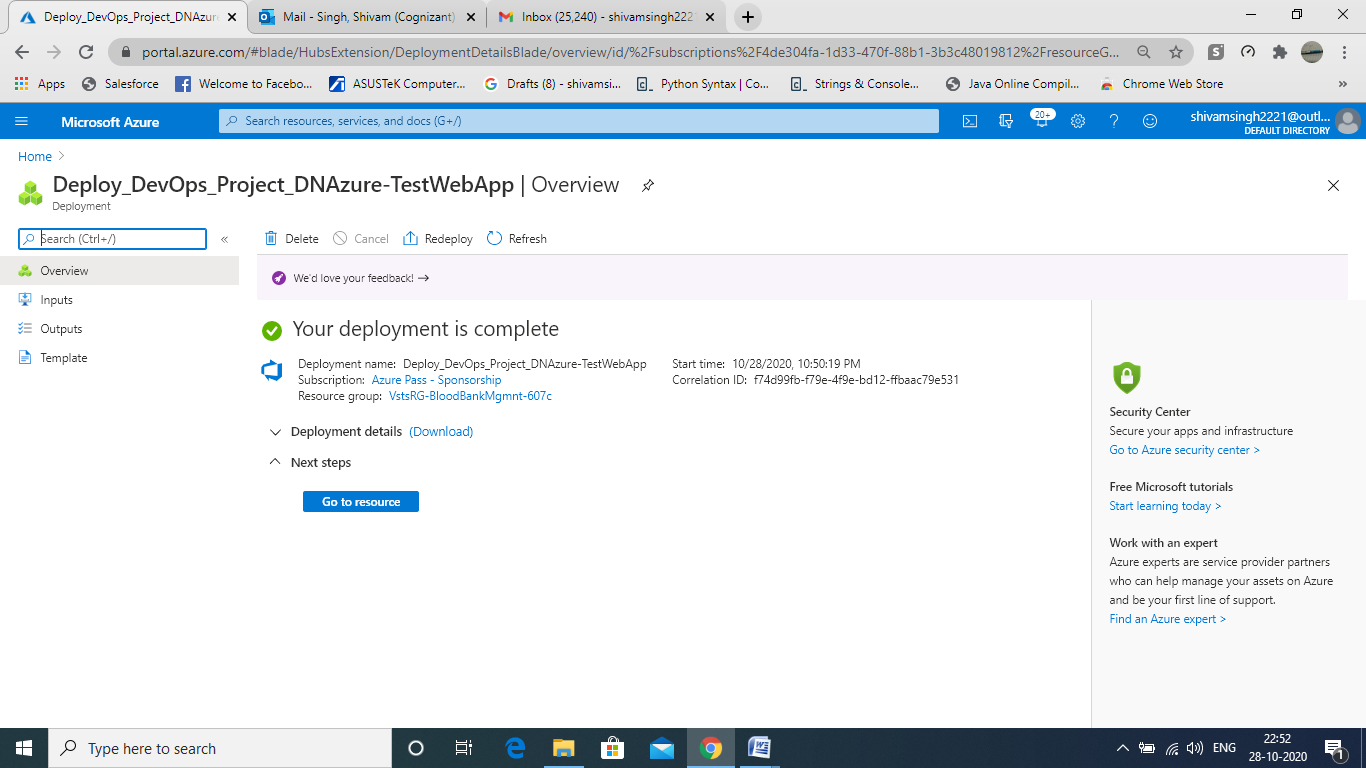 Deploy_DevOps_Project_DNAzure
Mail - Singh, Shivam (Cognizant)
Inbox (25,240) - shivamsingh222
portal.azure.com/#blade/HubsExtension/DeploymentDetailsBlade/overview/id/%2Fsubscriptions%2F4de304fa-1d33-470f-88b1-3b3c48019812%2FresourceG...
Apps
Salesforce
Welcome to Facebo...
ASUSTeK Computer...
Drafts (8) - shivamsi...
Python Syntax | Co...
Strings & Console...
Java Online Compil...
Chrome Web Store
Microsoft Azure
Search resources, services, and docs (G+/)
20+
shivamsingh2221@outl...
DEFAULT DIRECTORY
Home
Deploy_DevOps_Project_DNAzure-TestWebApp | Overview
Deployment
Search (Ctrl+/)
«
Delete
Cancel
Redeploy
Refresh
Overview
Inputs
Outputs
Template
We'd love your feedback! →
Your deployment is complete
Deployment name: Deploy_DevOps_Project_DNAzure-TestWebApp
Subscription: Azure Pass - Sponsorship
Resource group: VstsRG-BloodBankMgmnt-607c
Start time: 10/28/2020, 10:50:19 PM
Correlation ID: f74d99fb-f79e-4f9e-bd12-ffbaac79e531
Deployment details (Download)
Next steps
Go to resource
Security Center
Secure your apps and infrastructure
Go to Azure security center >
Free Microsoft tutorials
Start learning today >
Work with an expert
Azure experts are service provider partners
who can help manage your assets on Azure
and be your first line of support.
Find an Azure expert >
Type here to search
ENG
22:52
28-10-2020
1